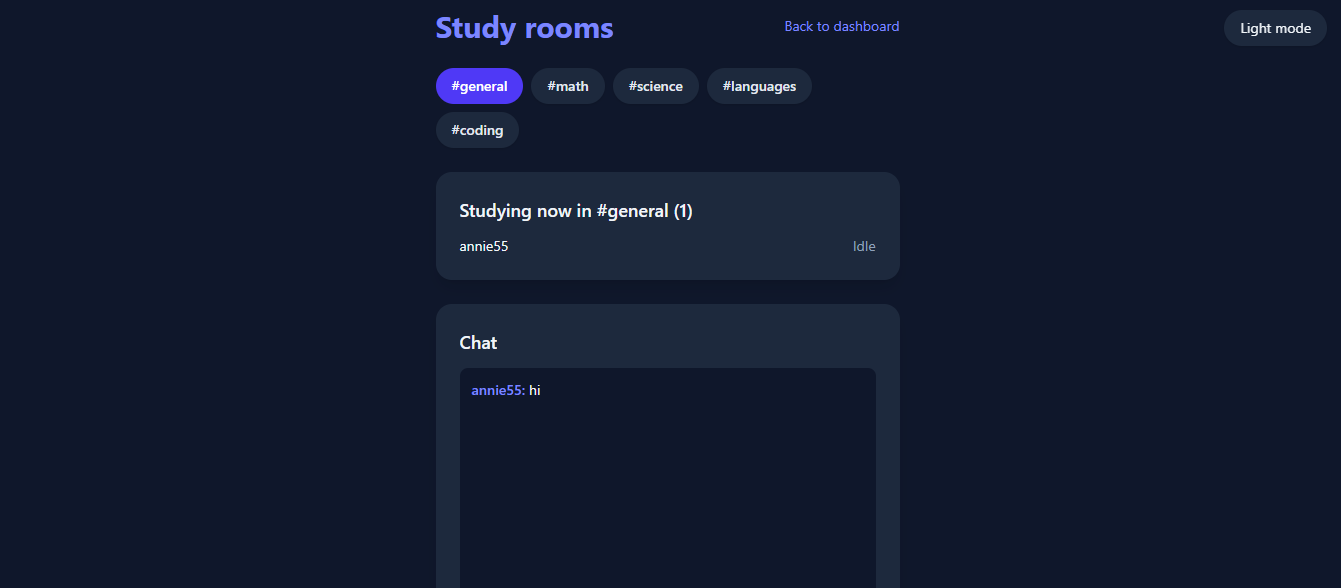 Study rooms
Back to dashboard
Light mode
#general
#math
#science
#languages
#coding
Studying now in #general (1)
annie55
Idle
Chat
annie55: hi